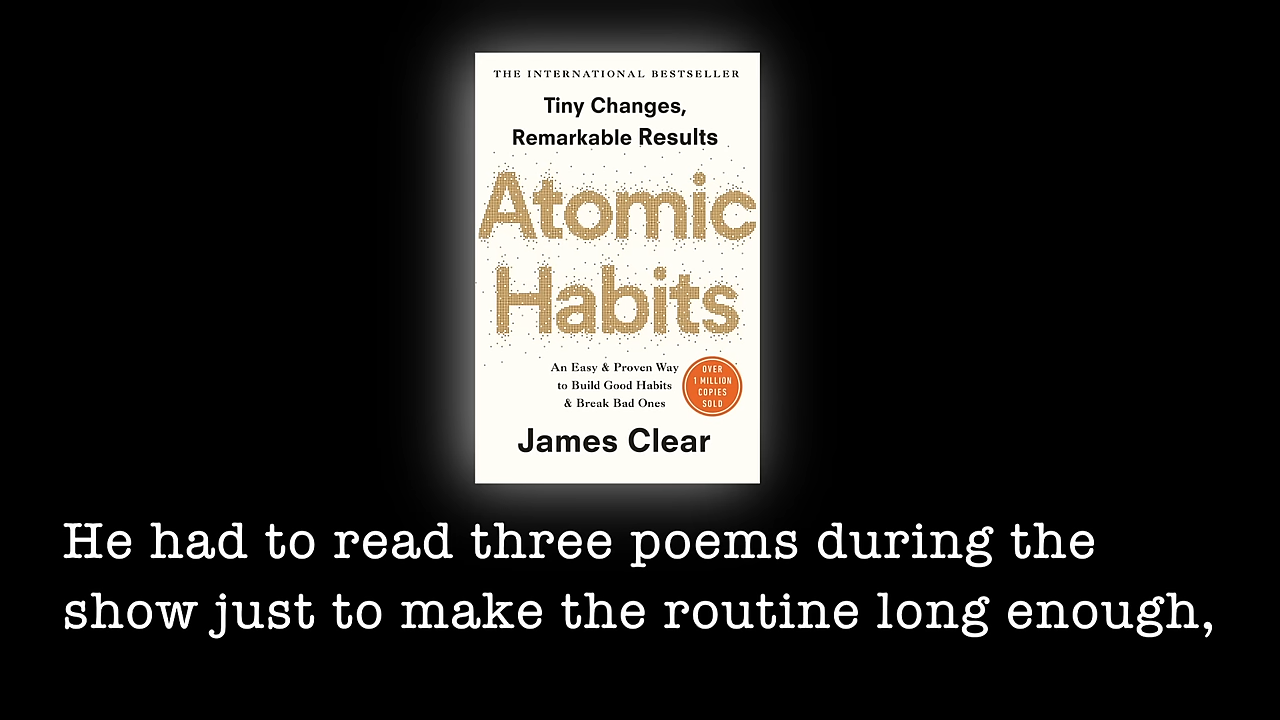 THE INTERNATIONAL BESTSELLER
Tiny Changes,
Remarkable Results
Atomic
Habits
An Easy & Proven Way
to Build Good Habits
& Break Bad Ones
OVER
1 MILLION
COPIES
SOLD
James Clear
He had to read three poems during the
show just to make the routine long enough,